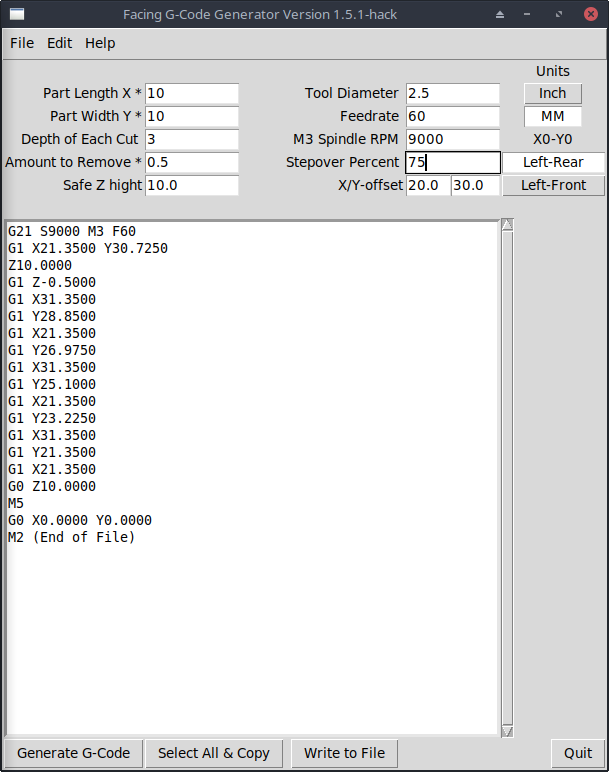 Facing G-Code Generator Version 1.5.1-hack
File Edit Help
Units
Part Length X * 10 Tool Diameter 2.5 Inch
Part Width Y * 10 Feedrate 60 MM
Depth of Each Cut 3 M3 Spindle RPM 9000 X0-Y0
Amount to Remove * 0.5 Stepover Percent 75 Left-Rear
Safe Z hight 10.0 X/Y-offset 20.0 30.0 Left-Front
G21 S9000 M3 F60
G1 X21.3500 Y30.7250
Z10.0000
G1 Z-0.5000
G1 X31.3500
G1 Y28.8500
G1 X21.3500
G1 Y26.9750
G1 X31.3500
G1 Y25.1000
G1 X21.3500
G1 Y23.2250
G1 X31.3500
G1 Y21.3500
G1 X21.3500
G0 Z10.0000
M5
G0 X0.0000 Y0.0000
M2 (End of File)
Generate G-Code Select All & Copy Write to File Quit